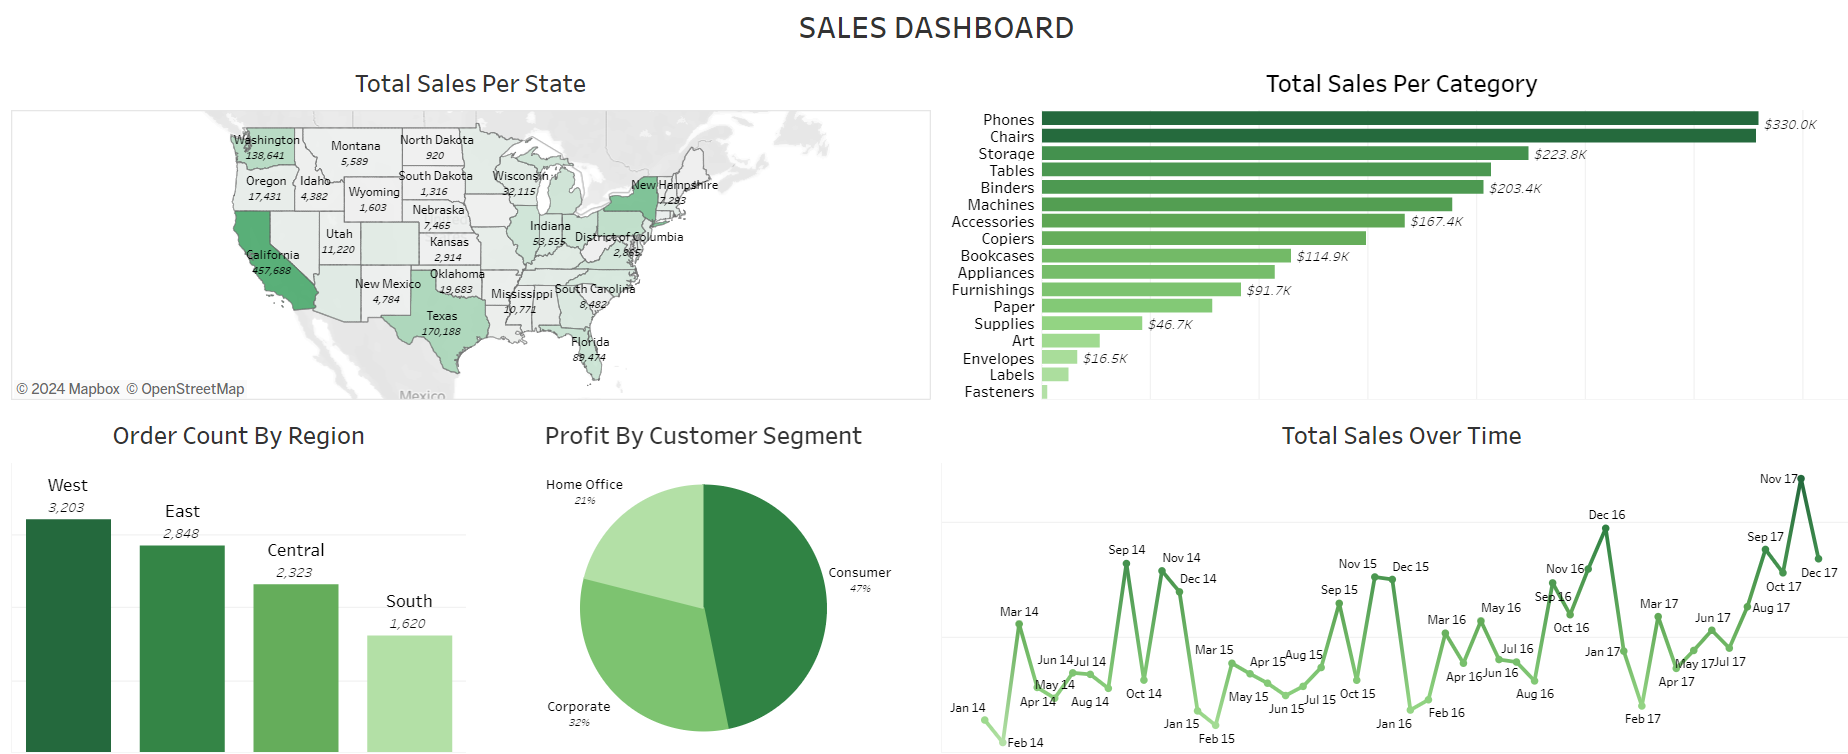 SALES DASHBOARD
Total Sales Per State
Washington
138,641
Montana
5,589
North Dakota
920
Oregon
17,431
Idaho
4,382
Wyoming
1,603
South Dakota
1,316
Wisconsin
32,115
New Hampshire
7,293
Nebraska
7,465
Utah
11,220
Kansas
2,914
Indiana
53,555
District of Columbia
2,865
California
457,688
New Mexico
4,784
Oklahoma
19,683
Mississippi
10,771
South Carolina
8,482
Texas
170,188
Florida
89,474
Mexico
© 2024 Mapbox © OpenStreetMap
Total Sales Per Category
Phones
$330.0K
Chairs
Storage
$223.8K
Tables
Binders
$203.4K
Machines
Accessories
$167.4K
Copiers
Bookcases
$114.9K
Appliances
Furnishings
$91.7K
Paper
Supplies
$46.7K
Art
Envelopes
$16.5K
Labels
Fasteners
Order Count By Region
West
3,203
East
2,848
Central
2,323
South
1,620
Profit By Customer Segment
Home Office
21%
Consumer
47%
Corporate
32%
Total Sales Over Time
Jan 14
Feb 14
Mar 14
Apr 14
May 14
Jun 14
Jul 14
Aug 14
Sep 14
Oct 14
Nov 14
Dec 14
Jan 15
Feb 15
Mar 15
Apr 15
May 15
Jun 15
Jul 15
Aug 15
Sep 15
Oct 15
Nov 15
Dec 15
Jan 16
Feb 16
Mar 16
Apr 16
May 16
Jun 16
Jul 16
Aug 16
Sep 16
Oct 16
Nov 16
Dec 16
Jan 17
Feb 17
Mar 17
Apr 17
May 17
Jun 17
Jul 17
Aug 17
Sep 17
Oct 17
Nov 17
Dec 17